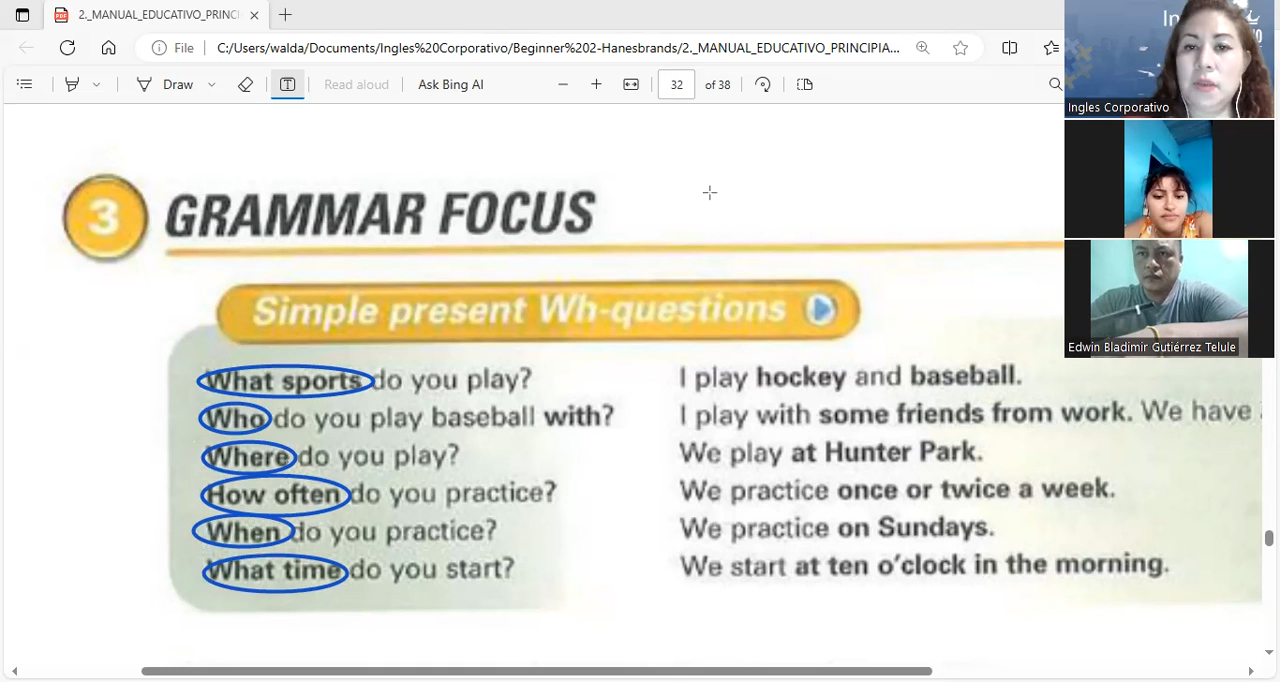 2._MANUAL_EDUCATIVO_PRINCI
File
C:/Users/walda/Documents/Ingles%20Corporativo/Beginner%202-Hanesbrands/2._MANUAL_EDUCATIVO_PRINCIPIA...
Draw
Read aloud
Ask Bing AI
32 of 38
Ingles Corporativo
Edwin Bladimir Gutiérrez Telule
3 GRAMMAR FOCUS
Simple present Wh-questions
What sports do you play? I play hockey and baseball.
Who do you play baseball with? I play with some friends from work. We have
Where do you play? We play at Hunter Park.
How often do you practice? We practice once or twice a week.
When do you practice? We practice on Sundays.
What time do you start? We start at ten o'clock in the morning.